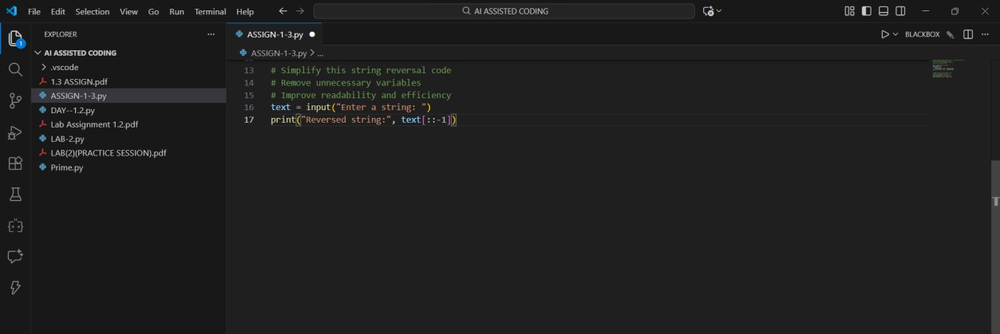 File Edit Selection View Go Run Terminal Help
AI ASSISTED CODING
EXPLORER
1
AI ASSISTED CODING
.vscode
1.3 ASSIGN.pdf
ASSIGN-1-3.py
DAY--1.2.py
Lab Assignment 1.2.pdf
LAB-2.py
LAB(2)(PRACTICE SESSION).pdf
Prime.py
ASSIGN-1-3.py
BLACKBOX
ASSIGN-1-3.py > ...
13 # Simplify this string reversal code
14 # Remove unnecessary variables
15 # Improve readability and efficiency
16 text = input("Enter a string: ")
17 print("Reversed string:", text[::-1])